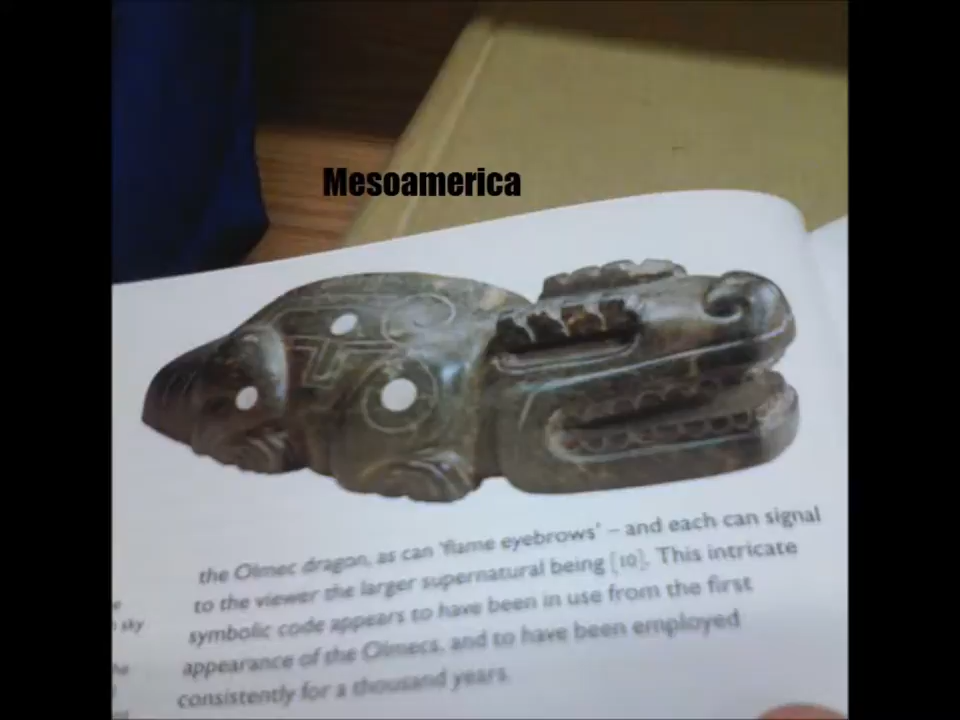 Mesoamerica
the Olmec dragon, as can 'flame eyebrows' – and each can signal
to the viewer the larger supernatural being [10]. This intricate
symbolic code appears to have been in use from the first
sky
appearance of the Olmecs, and to have been employed
consistently for a thousand years.